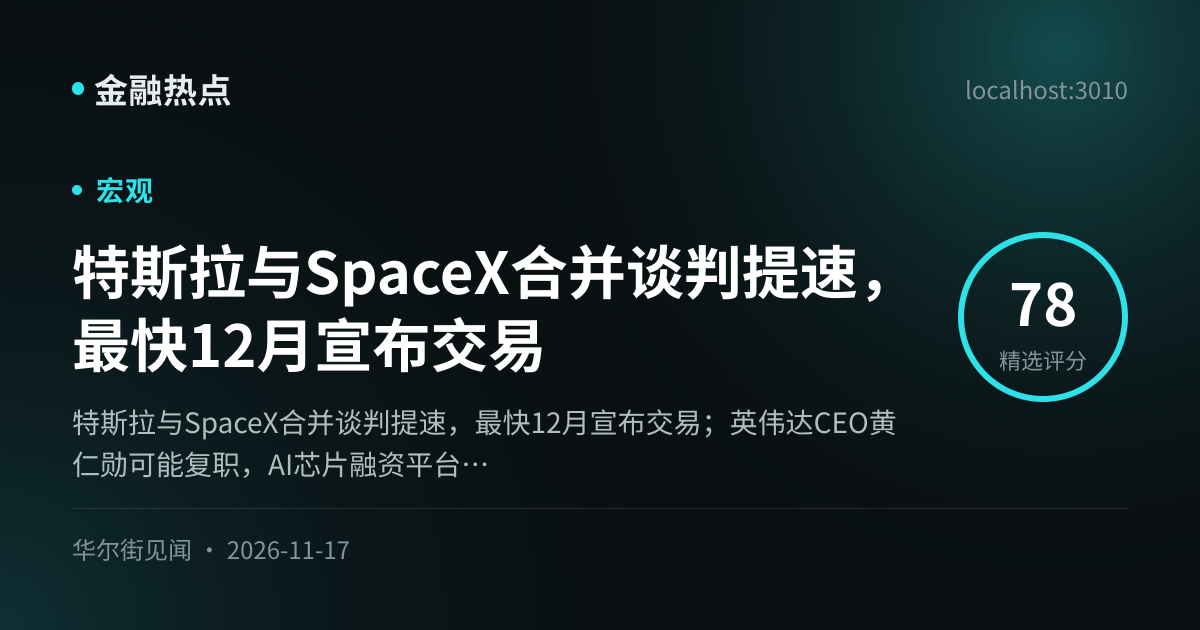 金融热点
localhost:3010
宏观
特斯拉与SpaceX合并谈判提速，
最快12月宣布交易
78
精选评分
特斯拉与SpaceX合并谈判提速，最快12月宣布交易；英伟达CEO黄
仁勋可能复职，AI芯片融资平台…
华尔街见闻 · 2026-11-17